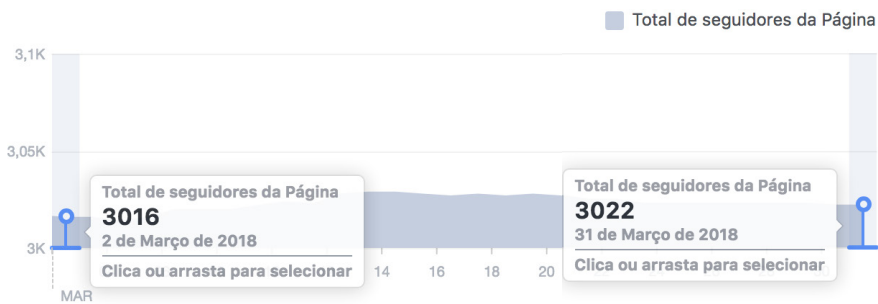 Total de seguidores da Página
3,1K
3,05K
Total de seguidores da Página
3016
2 de Março de 2018
Clica ou arrasta para selecionar
Total de seguidores da Página
3022
31 de Março de 2018
Clica ou arrasta para selecionar
3K
14 16 18 20
MAR